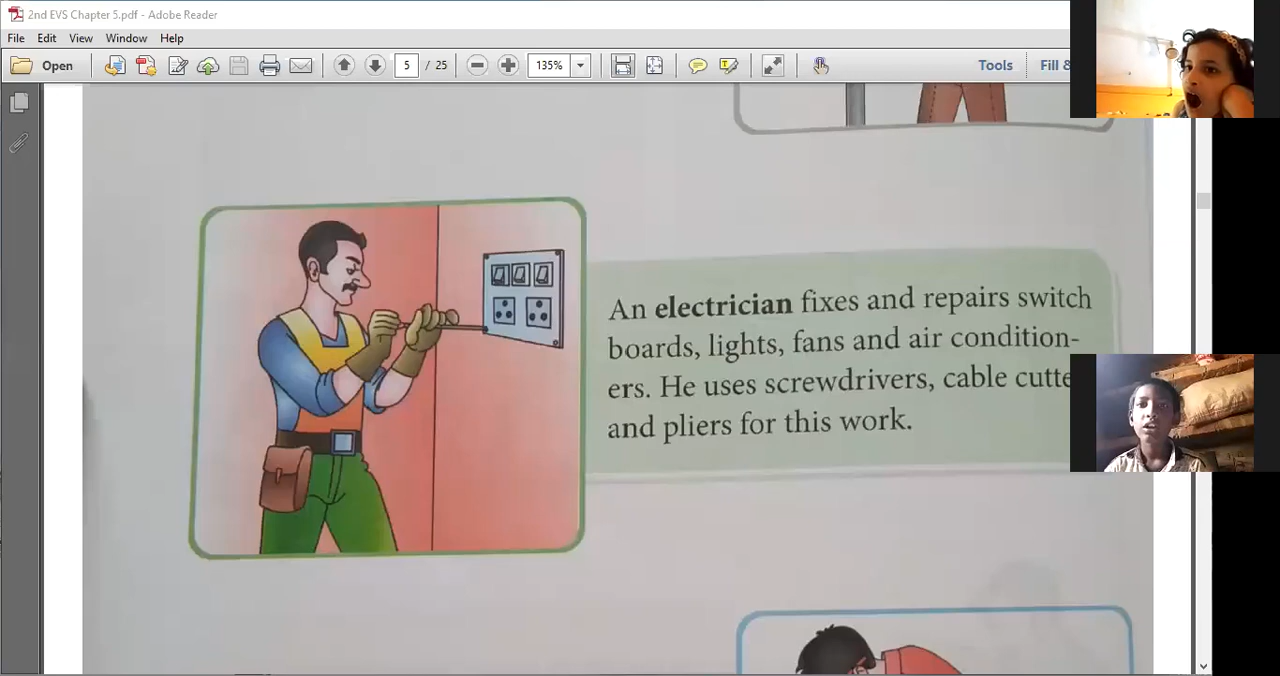 2nd EVS Chapter 5.pdf - Adobe Reader
File Edit View Window Help
Open 5 / 25 135% Tools Fill &
An electrician fixes and repairs switch
boards, lights, fans and air condition-
ers. He uses screwdrivers, cable cutte
and pliers for this work.